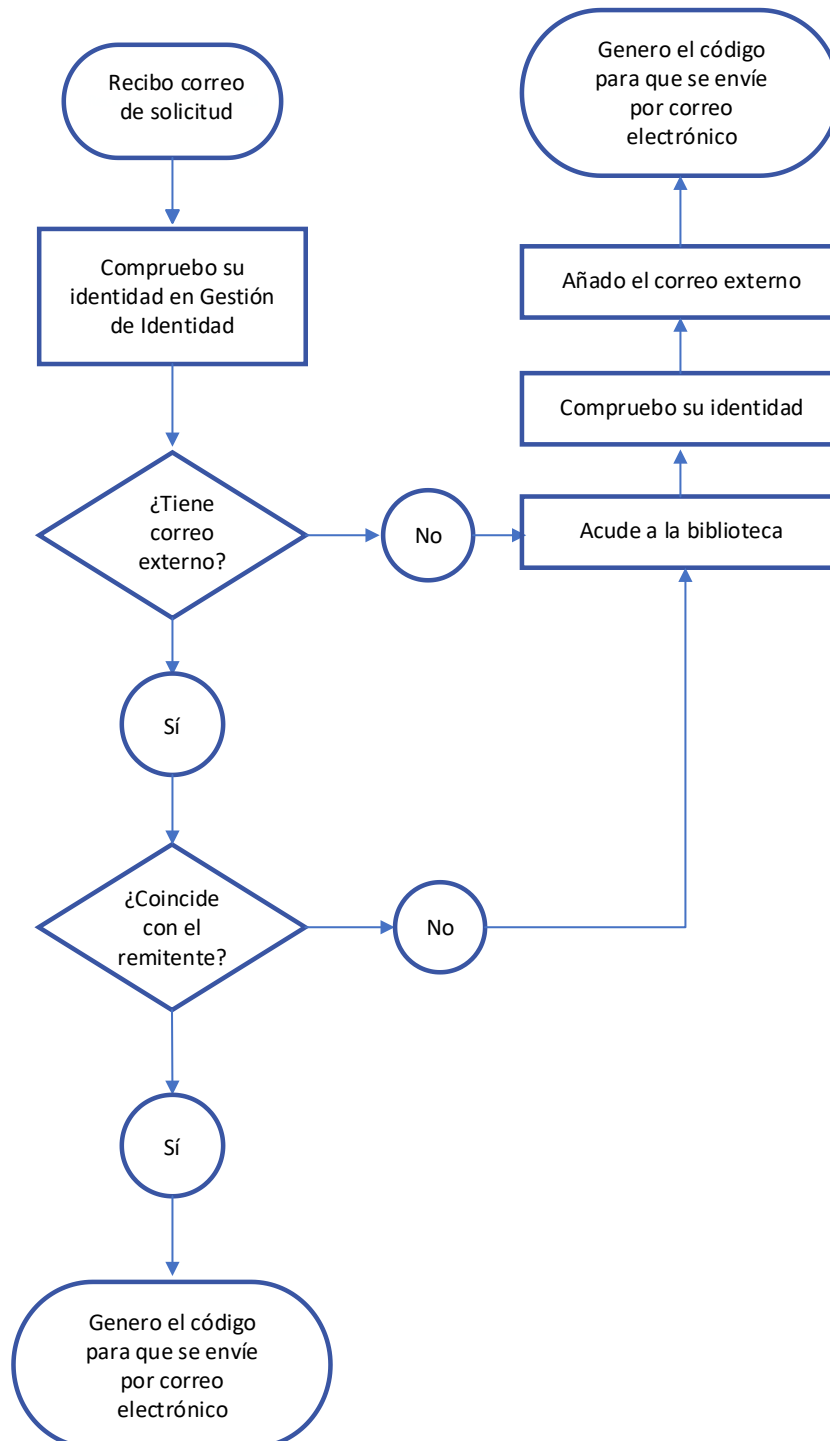 Recibo correo
de solicitud
Compruebo su
identidad en Gestión
de Identidad
¿Tiene
correo
externo?
No
Sí
¿Coincide
con el
remitente?
No
Sí
Genero el código
para que se envíe
por correo
electrónico
Acude a la biblioteca
Compruebo su identidad
Añado el correo externo
Genero el código
para que se envíe
por correo
electrónico